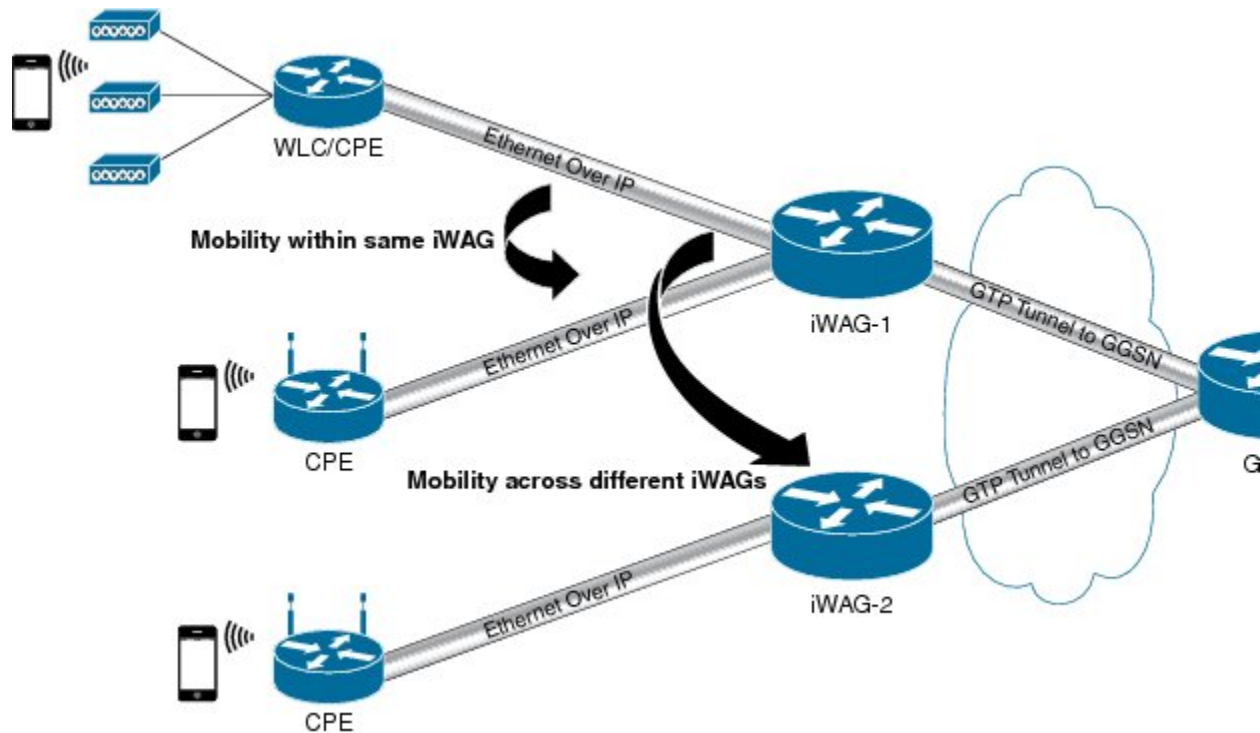 WLC/CPE
Ethernet Over IP
Mobility within same iWAG
iWAG-1
GTP Tunnel to GGSN
Ethernet Over IP
CPE
Mobility across different iWAGs
GTP Tunnel to GGSN
iWAG-2
Ethernet Over IP
CPE